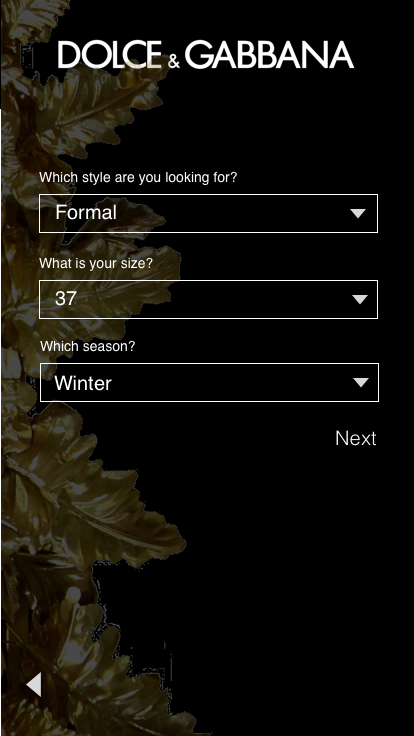 DOLCE & GABBANA
Which style are you looking for?
Formal
What is your size?
37
Which season?
Winter
Next